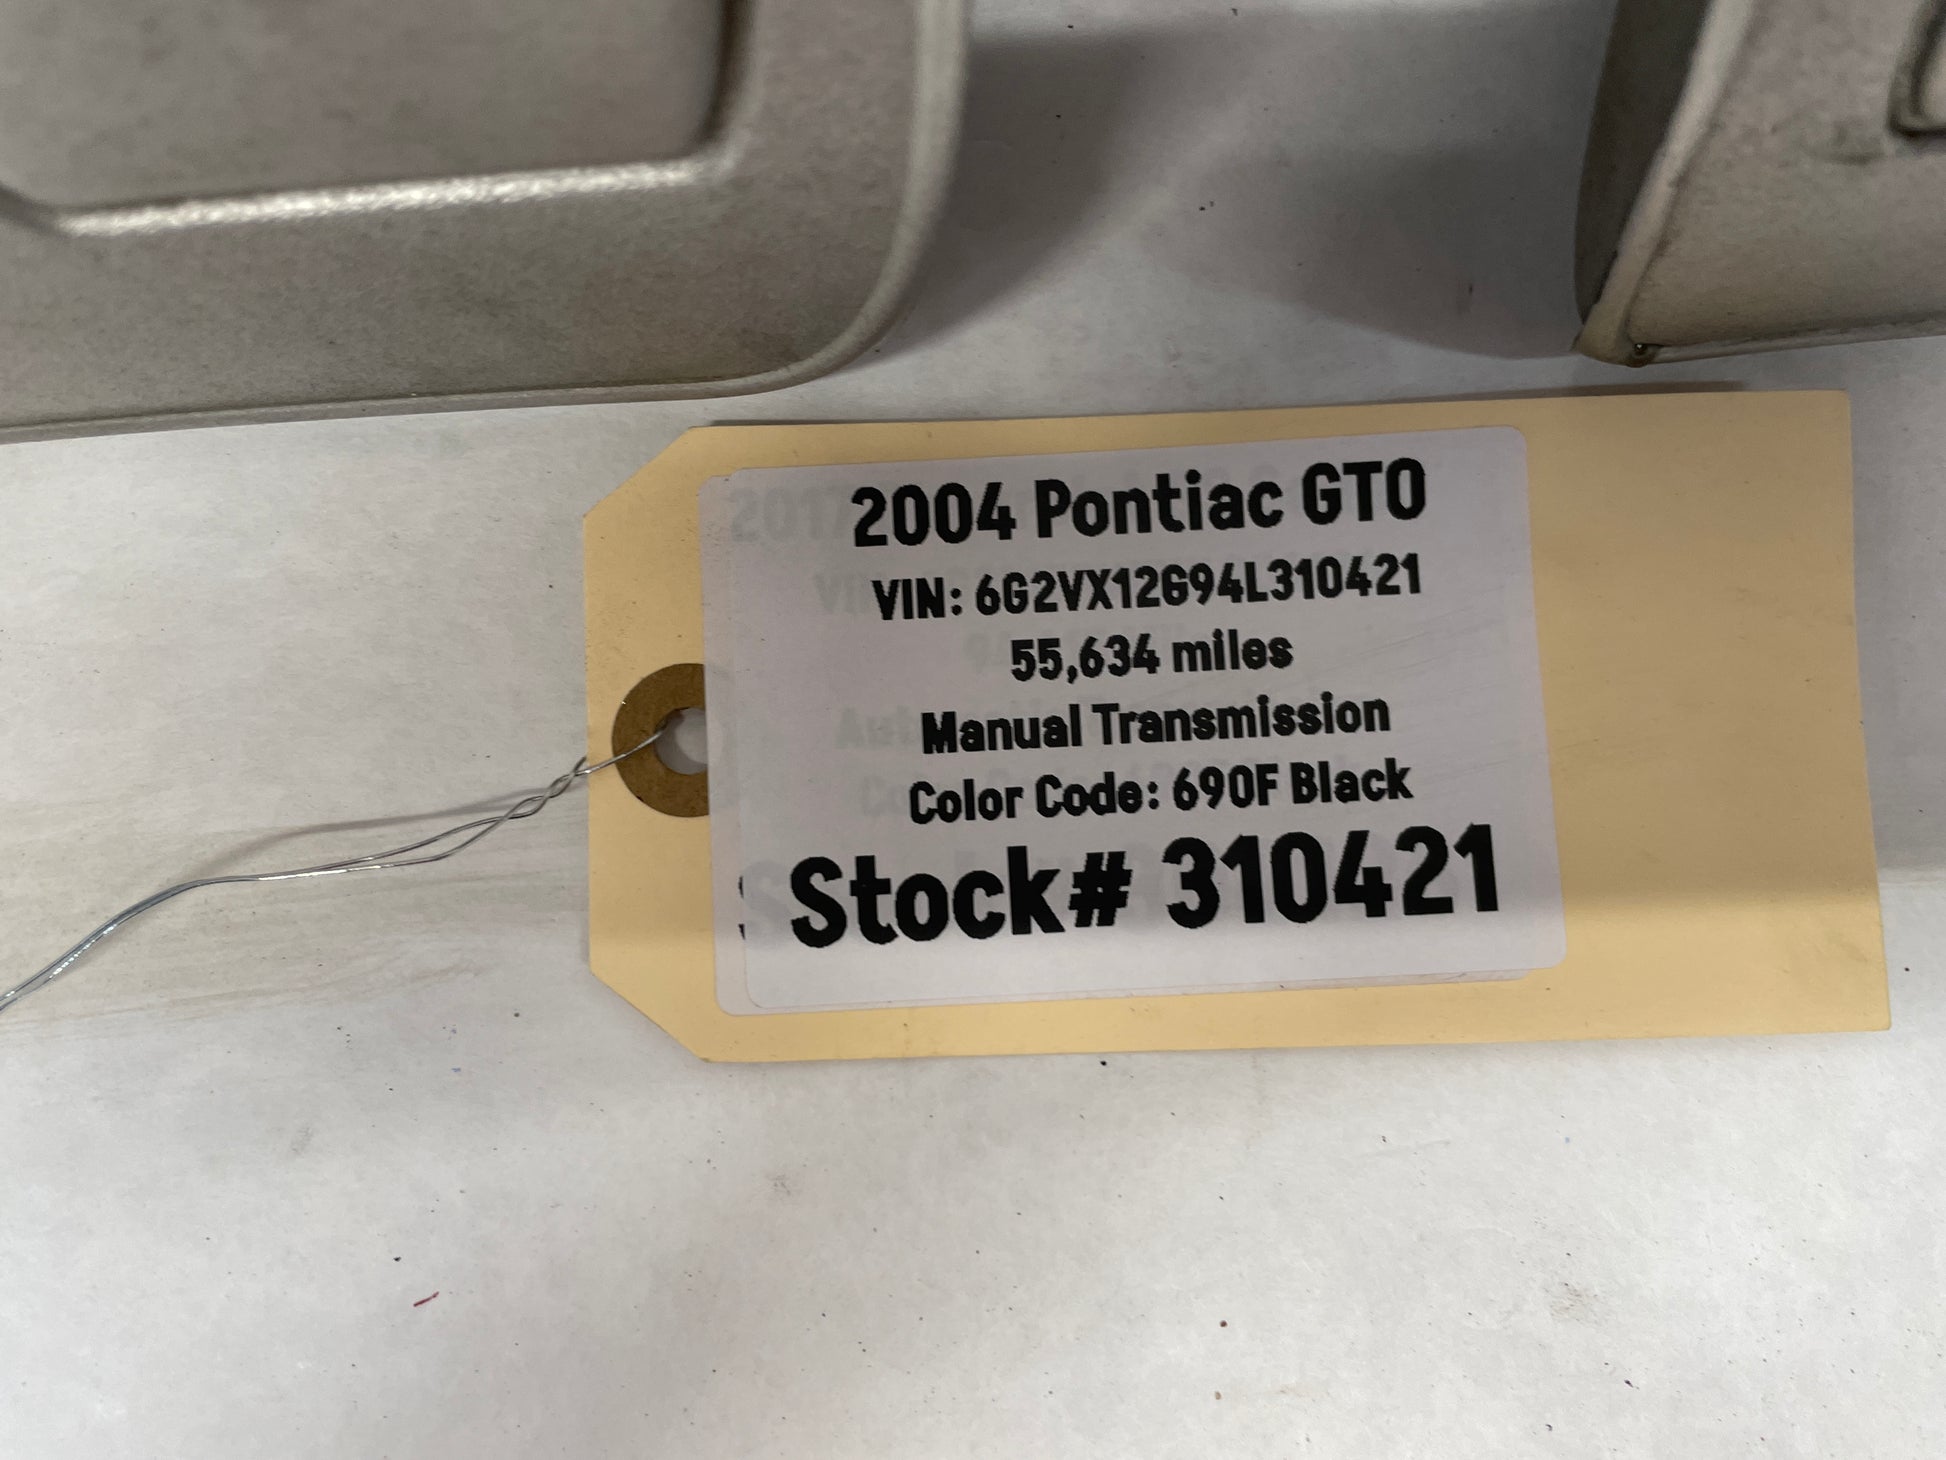 2004 Pontiac GTO
VIN: 6G2VX12G94L310421
55,634 miles
Manual Transmission
Color Code: 690F Black
Stock# 310421